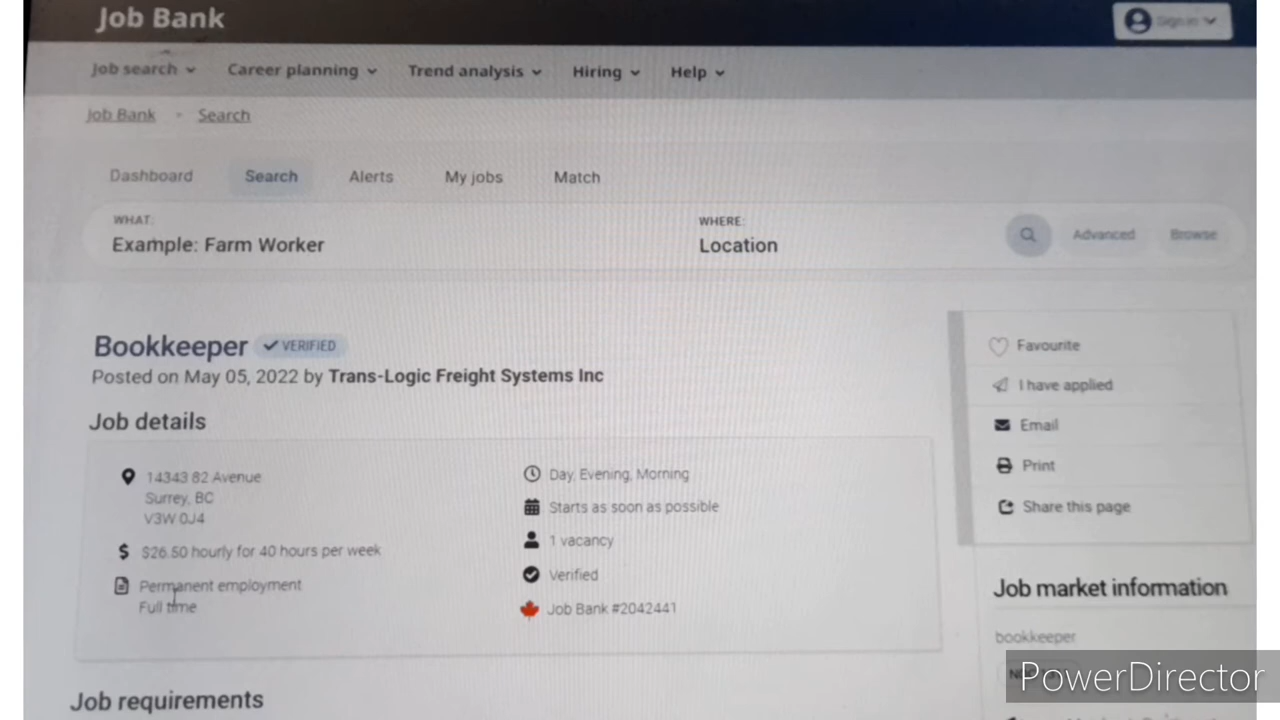 Job Bank
Sign in
Job search
Career planning
Trend analysis
Hiring
Help
Job Bank
Search
Dashboard
Search
Alerts
My jobs
Match
WHAT:
Example: Farm Worker
WHERE:
Location
Advanced
Browse
Bookkeeper
VERIFIED
Posted on May 05, 2022 by Trans-Logic Freight Systems Inc
Job details
14343 82 Avenue
Surrey, BC
V3W 0J4
$26.50 hourly for 40 hours per week
Permanent employment
Full time
Day, Evening, Morning
Starts as soon as possible
1 vacancy
Verified
Job Bank #2042441
Job requirements
Favourite
I have applied
Email
Print
Share this page
Job market information
bookkeeper
PowerDirector